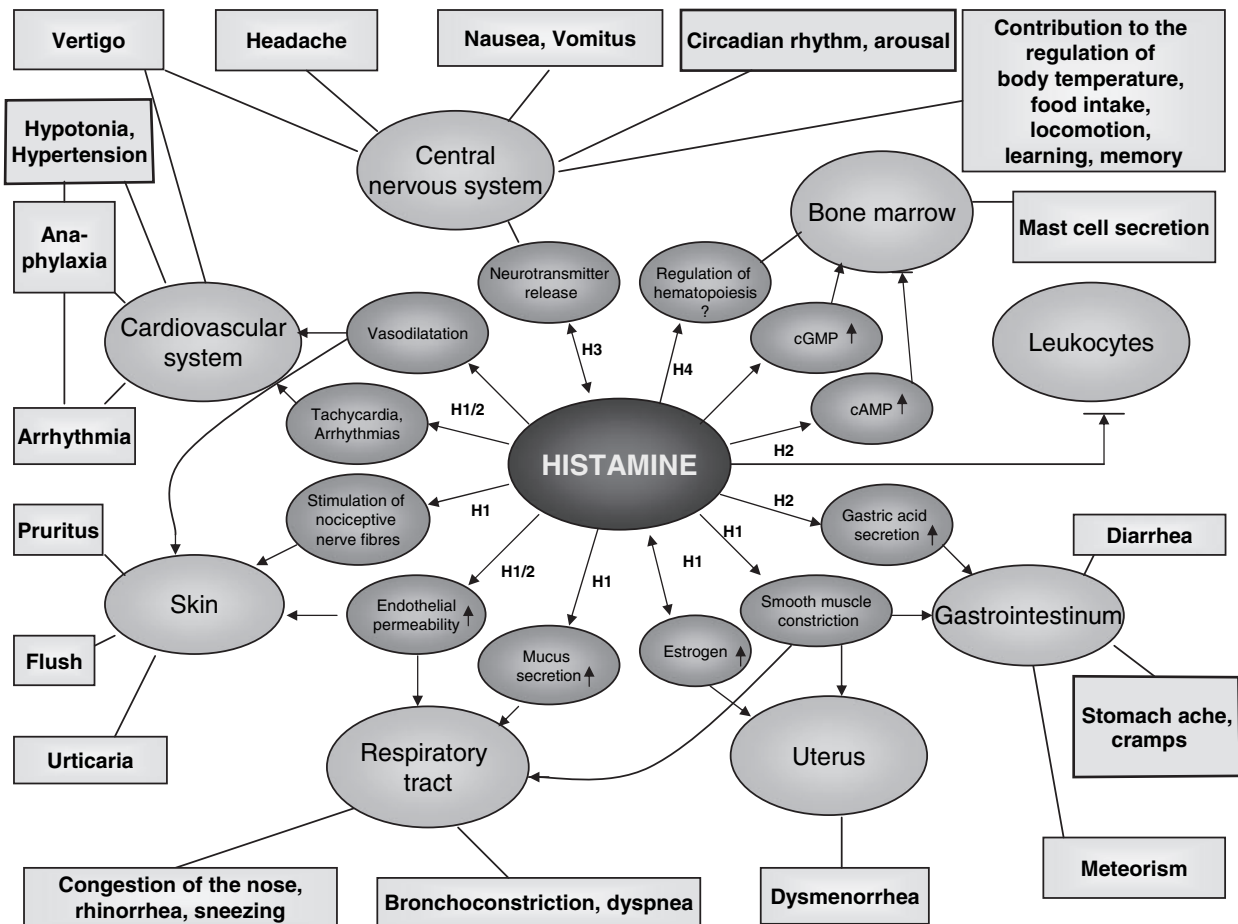 Vertigo
Headache
Nausea, Vomitus
Circadian rhythm, arousal
Contribution to the
regulation of
body temperature,
food intake,
locomotion,
learning, memory
Hypotonia,
Hypertension
Central
nervous system
Bone marrow
Mast cell secretion
Ana-
phylaxia
Neurotransmitter
release
Regulation of
hematopoiesis
?
Cardiovascular
system
Vasodilatation
cGMP
Leukocytes
H3
H4
cAMP
Arrhythmia
Tachycardia,
Arrhythmias
H1/2
H2
HISTAMINE
Pruritus
Stimulation of
nociceptive
nerve fibres
H1
H2
Gastric acid
secretion
Diarrhea
H1/2
H1
H1
H1
Skin
Endothelial
permeability
Smooth muscle
constriction
Gastrointestinum
Flush
Mucus
secretion
Estrogen
Stomach ache,
cramps
Urticaria
Respiratory
tract
Uterus
Meteorism
Congestion of the nose,
rhinorrhea, sneezing
Bronchoconstriction, dyspnea
Dysmenorrhea